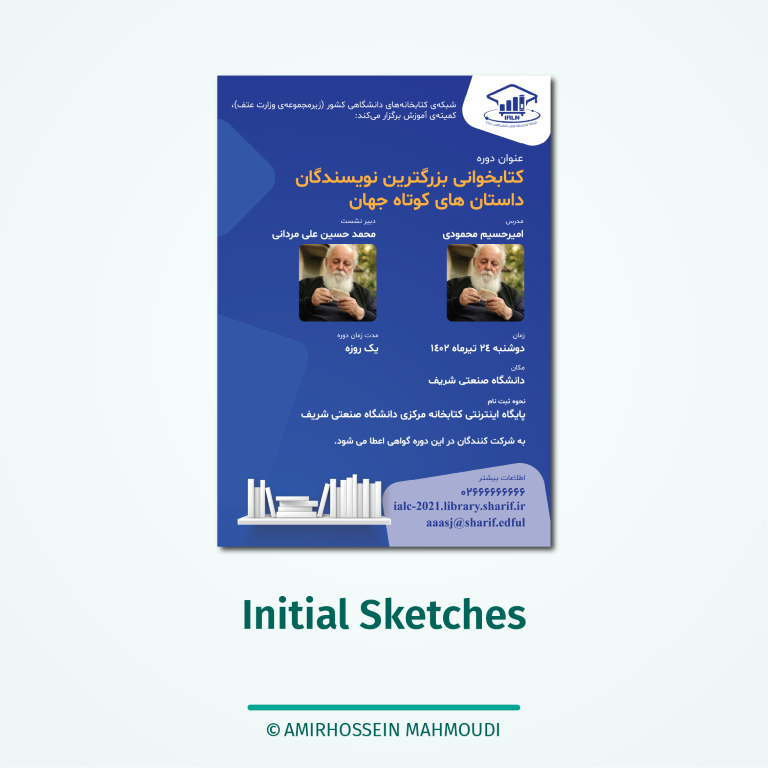 IALN
شبکه‌ی کتابخانه‌های دانشگاهی کشور (زیرمجموعه‌ی وزارت عتف)،
کمیته‌ی آموزش برگزار می‌کند:
عنوان دوره
کتابخوانی بزرگترین نویسندگان
داستان های کوتاه جهان
مدرس
امیرحسیم محمودی
دبیر نشست
محمد حسین علی مردانی
زمان
دوشنبه ۲٤ تیرماه ۱٤۰۲
مدت زمان دوره
یک روزه
مکان
دانشگاه صنعتی شریف
نحوه ثبت نام
پایگاه اینترنتی کتابخانه مرکزی دانشگاه صنعتی شریف
به شرکت کنندگان در این دوره گواهی اعطا می شود.
اطلاعات بیشتر
۰۲۶۶۶۶۶۶۶۶۶
ialc-2021.library.sharif.ir
aaasj@sharif.edful
Initial Sketches
© AMIRHOSSEIN MAHMOUDI